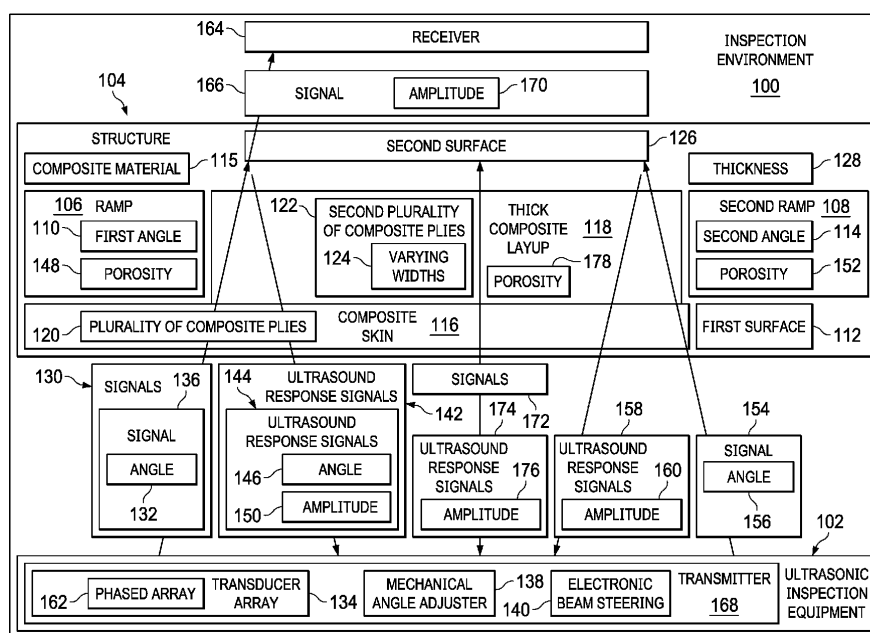 164
RECEIVER
INSPECTION
ENVIRONMENT
100
104
166
SIGNAL
AMPLITUDE
170
STRUCTURE
SECOND SURFACE
126
COMPOSITE MATERIAL
115
THICKNESS
128
106
RAMP
110
FIRST ANGLE
148
POROSITY
122
SECOND PLURALITY
OF COMPOSITE PLIES
124
VARYING
WIDTHS
THICK
COMPOSITE
LAYUP
118
178
POROSITY
SECOND RAMP
108
SECOND ANGLE
114
POROSITY
152
120
PLURALITY OF COMPOSITE PLIES
COMPOSITE
SKIN
116
FIRST SURFACE
112
130
SIGNALS
136
SIGNAL
ANGLE
132
144
ULTRASOUND
RESPONSE SIGNALS
142
ULTRASOUND
RESPONSE SIGNALS
146
ANGLE
150
AMPLITUDE
SIGNALS
172
174
ULTRASOUND
RESPONSE
SIGNALS
176
AMPLITUDE
158
ULTRASOUND
RESPONSE
SIGNALS
160
AMPLITUDE
154
SIGNAL
ANGLE
156
102
162
PHASED ARRAY
TRANSDUCER
ARRAY
134
MECHANICAL
ANGLE ADJUSTER
138
140
ELECTRONIC
BEAM STEERING
TRANSMITTER
168
ULTRASONIC
INSPECTION
EQUIPMENT